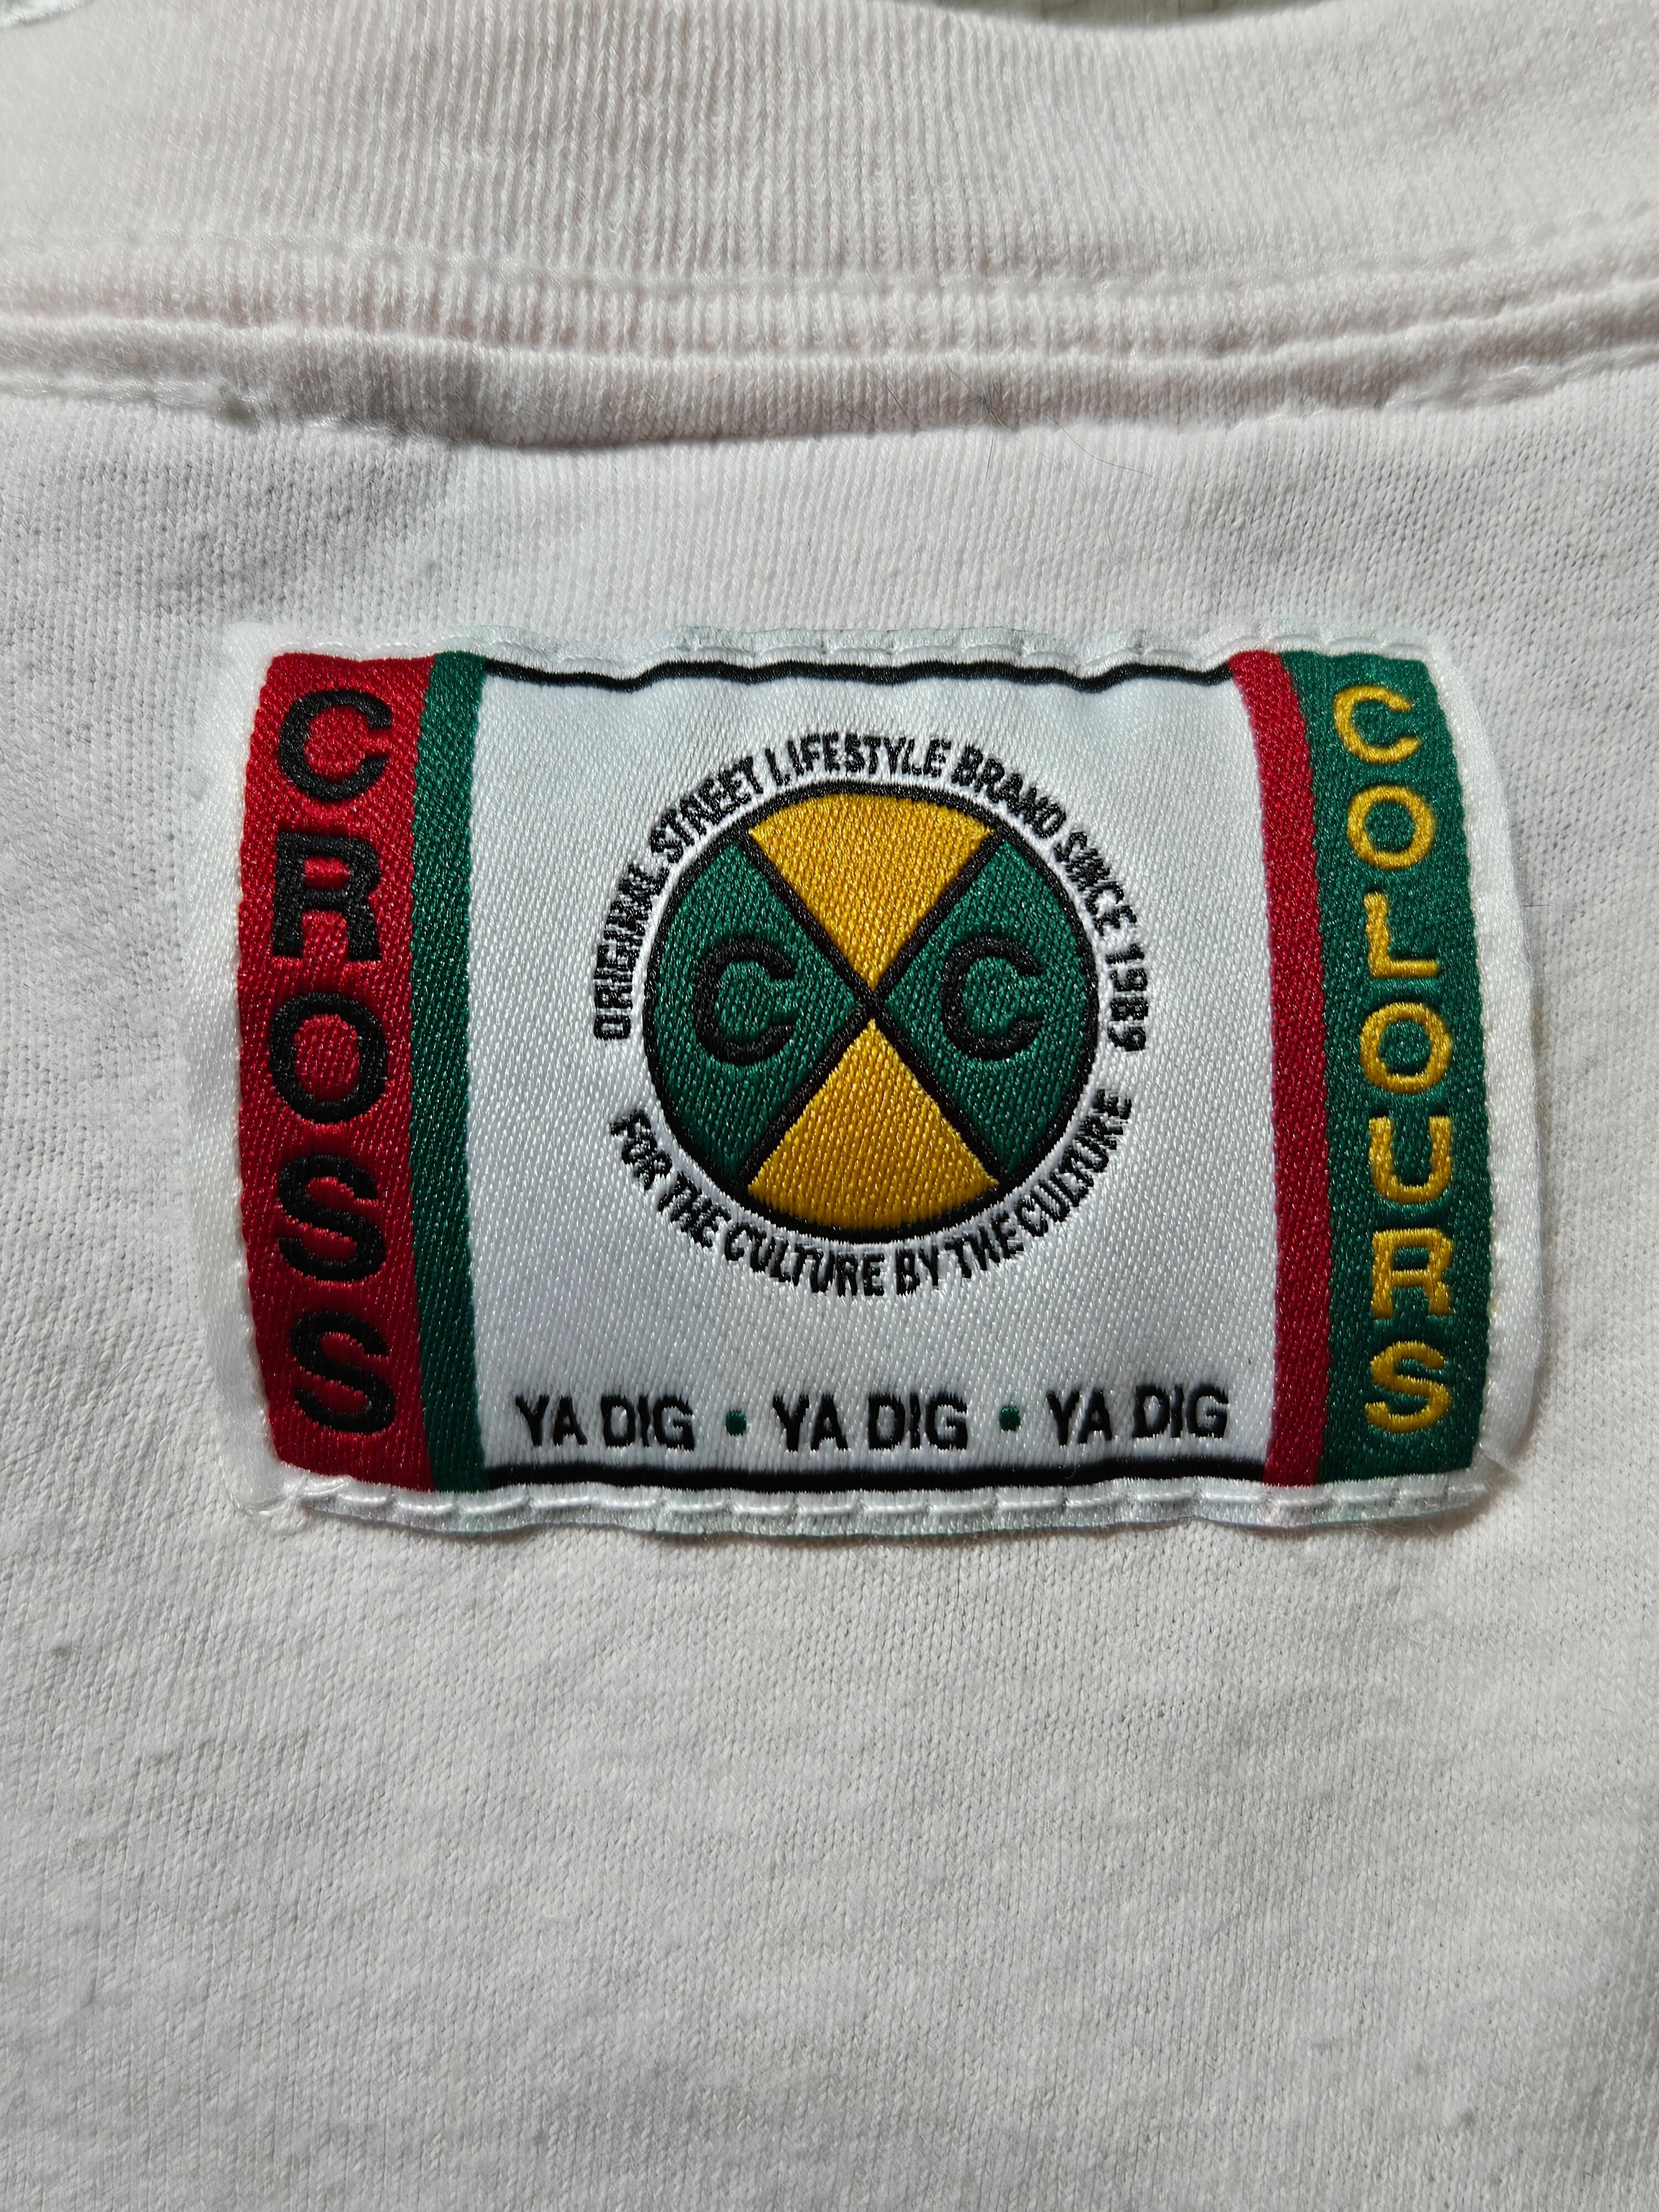 CROSS
ORIGINAL STREET LIFESTYLE BRAND SINCE 1989
C C
FOR THE CULTURE BY THE CULTURE
YA DIG • YA DIG • YA DIG
COLOURS